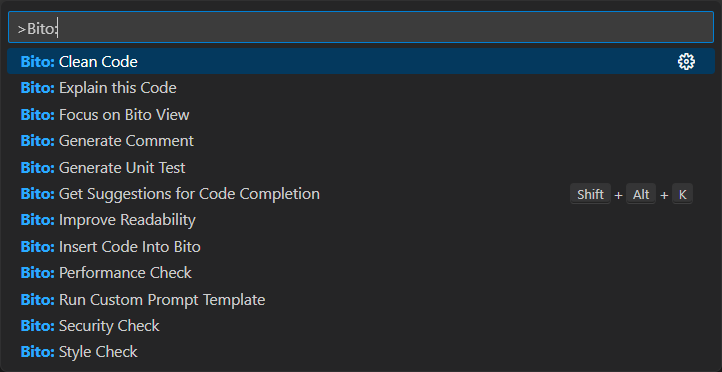 >Bito:
Bito: Clean Code
Bito: Explain this Code
Bito: Focus on Bito View
Bito: Generate Comment
Bito: Generate Unit Test
Bito: Get Suggestions for Code Completion Shift + Alt + K
Bito: Improve Readability
Bito: Insert Code Into Bito
Bito: Performance Check
Bito: Run Custom Prompt Template
Bito: Security Check
Bito: Style Check